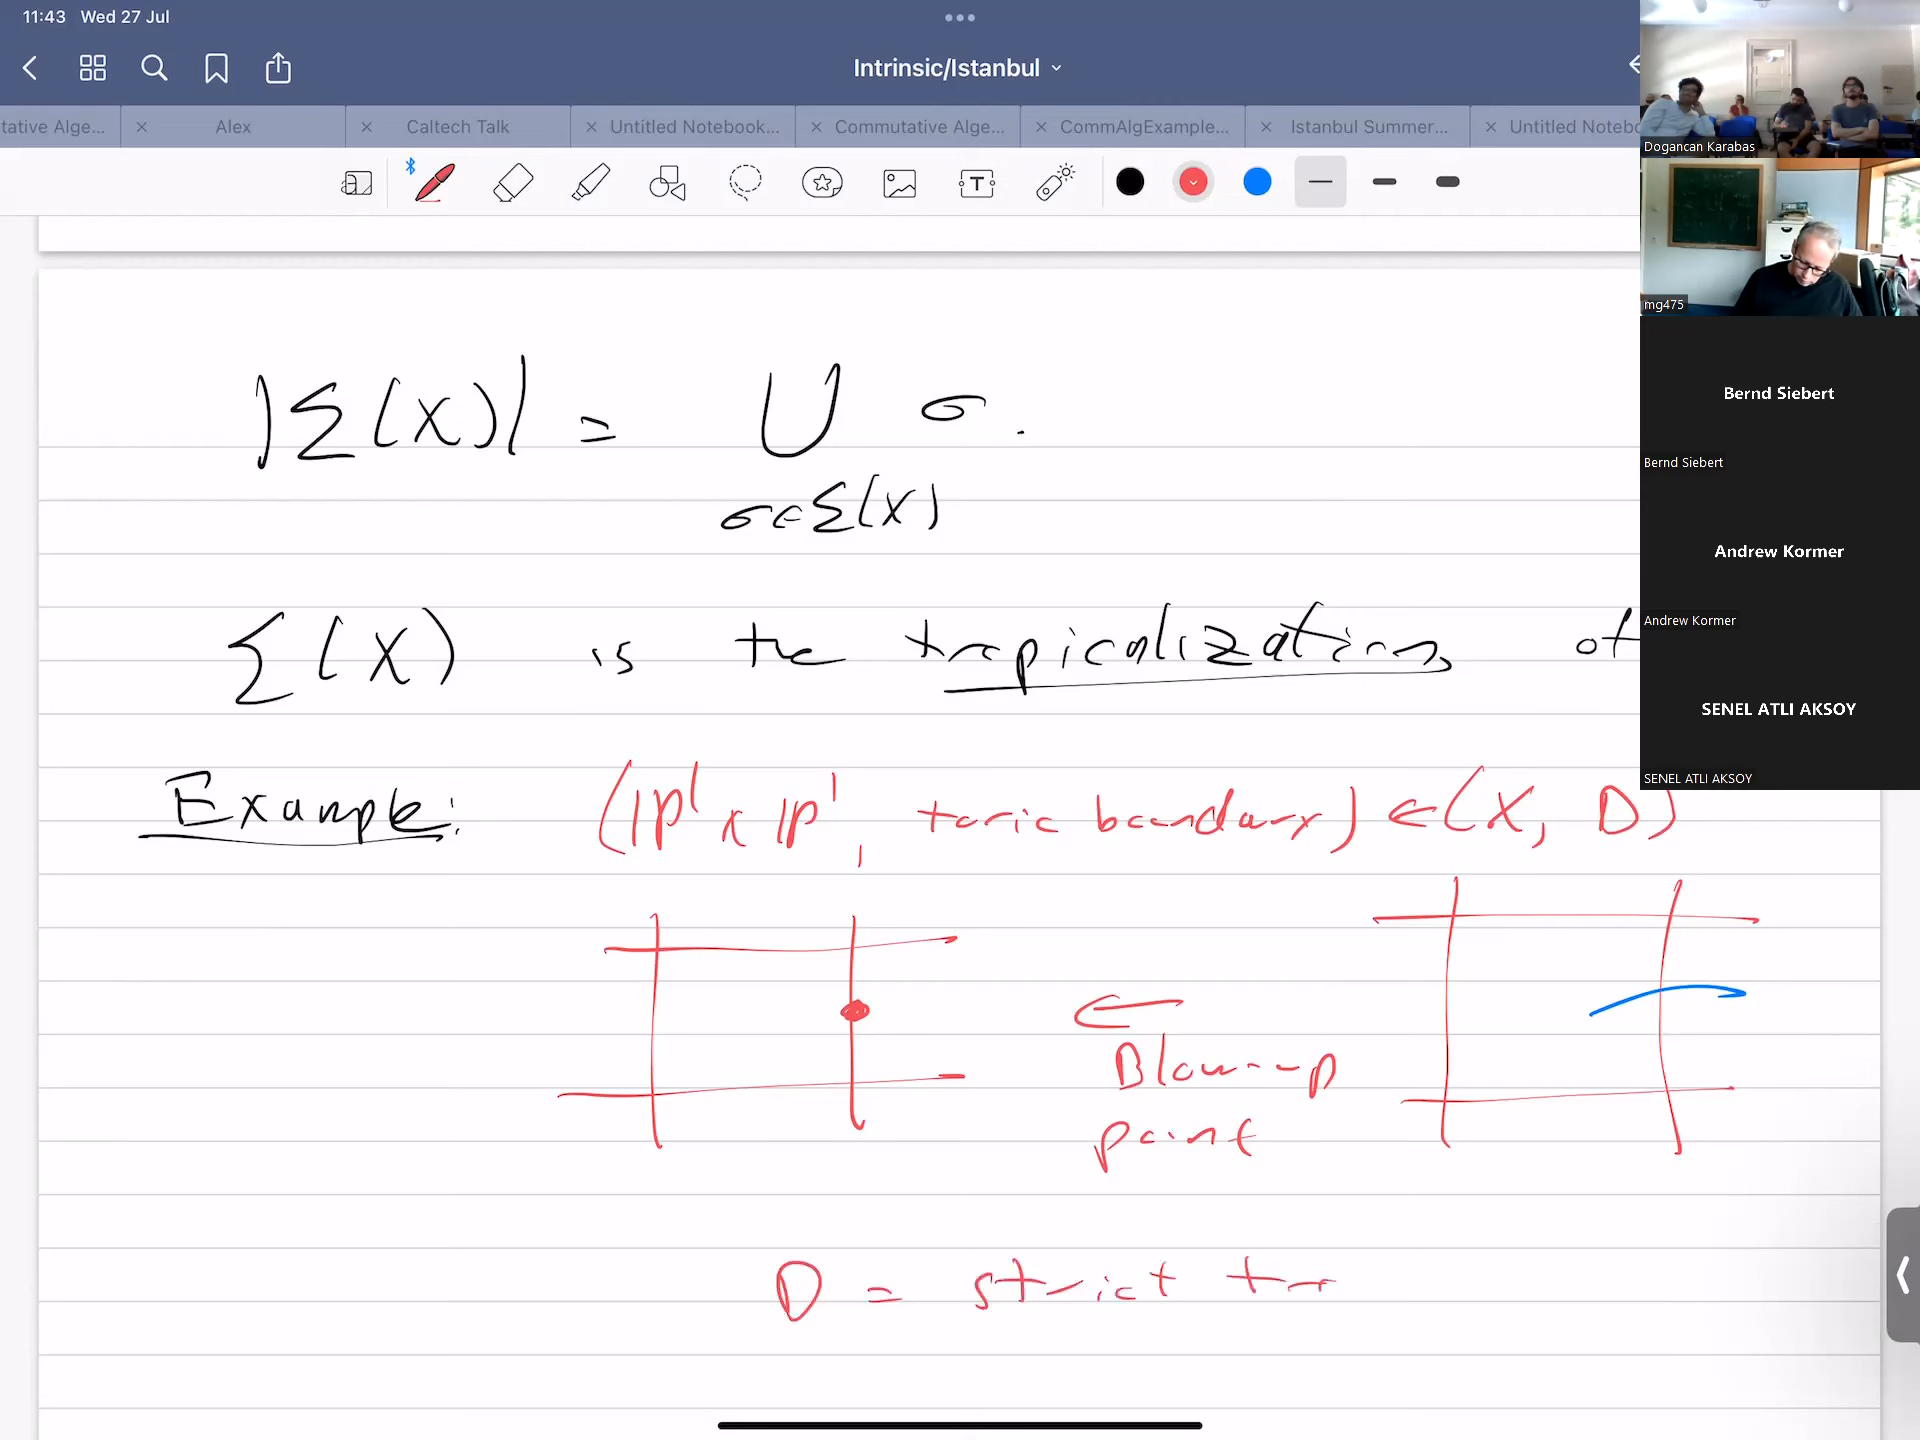 11:43 Wed 27 Jul
Intrinsic/Istanbul
tative Alge...
Alex
Caltech Talk
Untitled Notebook...
Commutative Alge...
CommAlgExample...
Istanbul Summer...
Untitled Notebo
Dogancan Karabas
mg475
Bernd Siebert
Bernd Siebert
Andrew Kormer
Andrew Kormer
SENEL ATLI AKSOY
SENEL ATLI AKSOY
|Σ(X)| = ∪ σ.
σ∈Σ(X)
Σ(X) is the tropicalization of
Example: (ℙ¹ × ℙ¹, toric boundary) ← (X, D)
←
Blow-up
point
D = strict tr